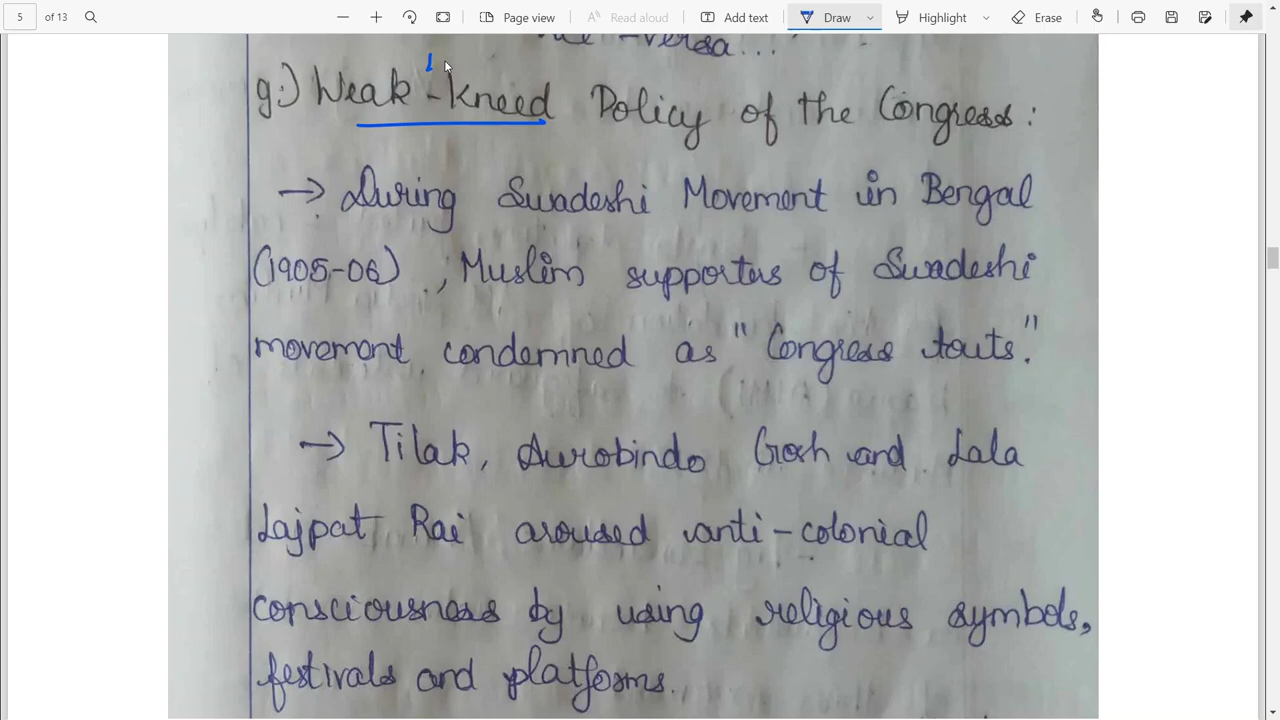 5 of 13 Page view Read aloud Add text Draw Highlight Erase
-versa...
g.) Weak-kneed Policy of the Congress:
→ During Swadeshi Movement in Bengal
(1905-06), Muslim supporters of Swadeshi
movement condemned as "Congress touts."
→ Tilak, Aurobindo Gosh and Lala
Lajpat Rai aroused anti-colonial
consciousness by using religious symbols,
festivals and platforms.